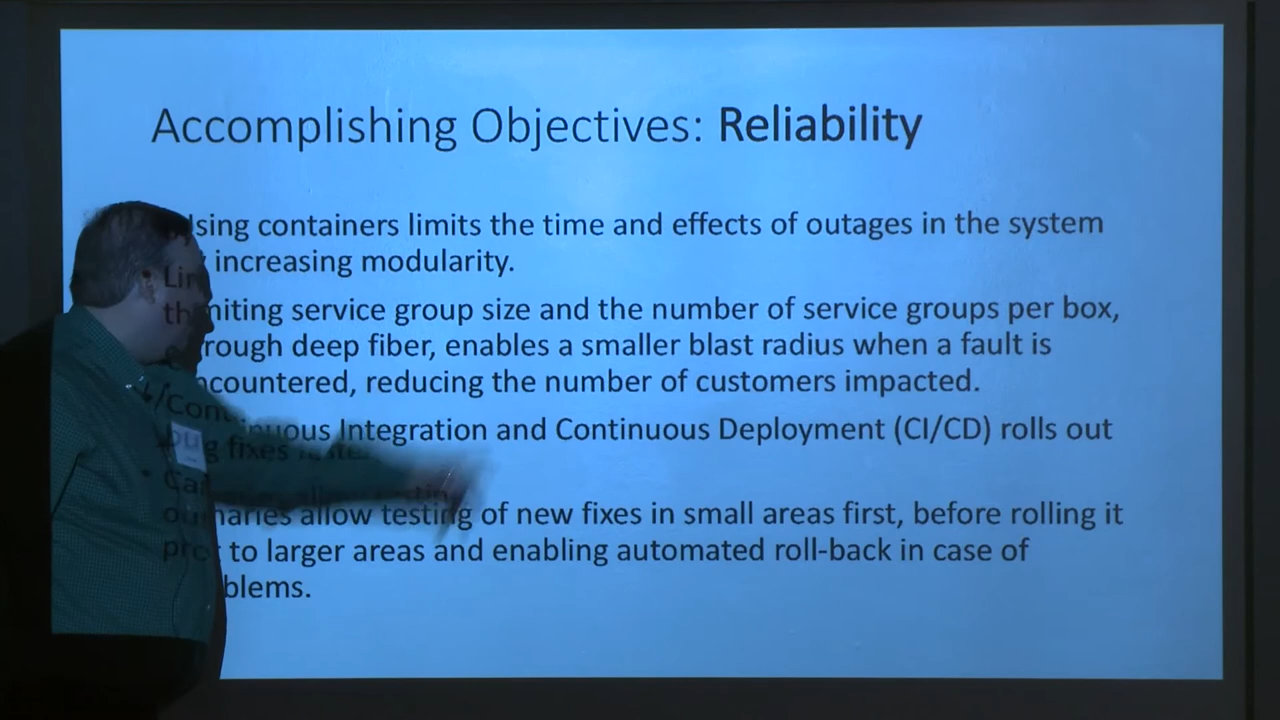 Accomplishing Objectives: Reliability
Using containers limits the time and effects of outages in the system
increasing modularity.
Limiting service group size and the number of service groups per box,
through deep fiber, enables a smaller blast radius when a fault is
encountered, reducing the number of customers impacted.
Continuous Integration and Continuous Deployment (CI/CD) rolls out
bug fixes faster
Canaries allow testing of new fixes in small areas first, before rolling it
out to larger areas and enabling automated roll-back in case of
problems.